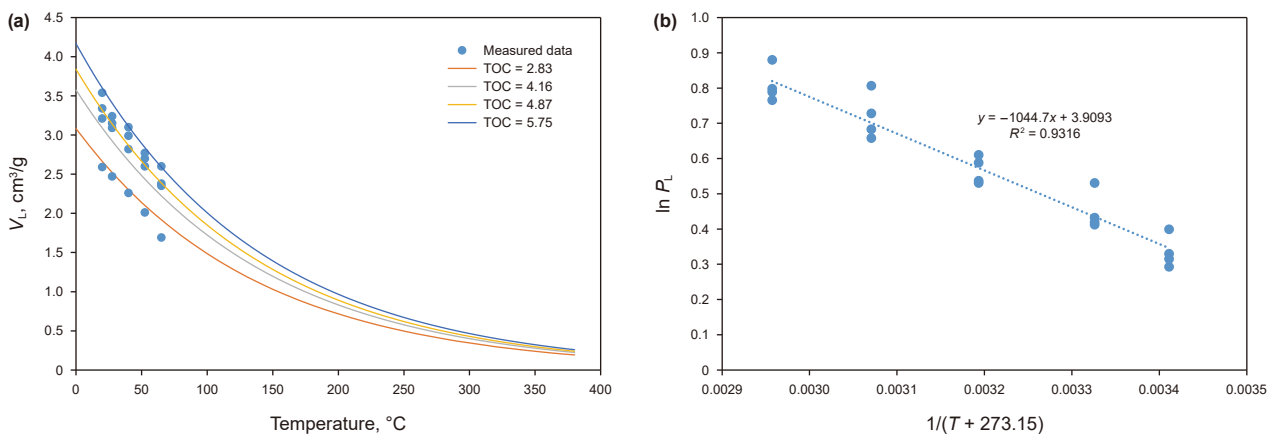 (a)
4.5
4.0
3.5
3.0
2.5
2.0
1.5
1.0
0.5
0
V_L, cm³/g
0 50 100 150 200 250 300 350 400
Temperature, °C
Measured data
TOC = 2.83
TOC = 4.16
TOC = 4.87
TOC = 5.75
(b)
1.0
0.9
0.8
0.7
0.6
0.5
0.4
0.3
0.2
0.1
0
ln P_L
y = −1044.7x + 3.9093
R² = 0.9316
0.0029 0.0030 0.0031 0.0032 0.0033 0.0034 0.0035
1/(T + 273.15)